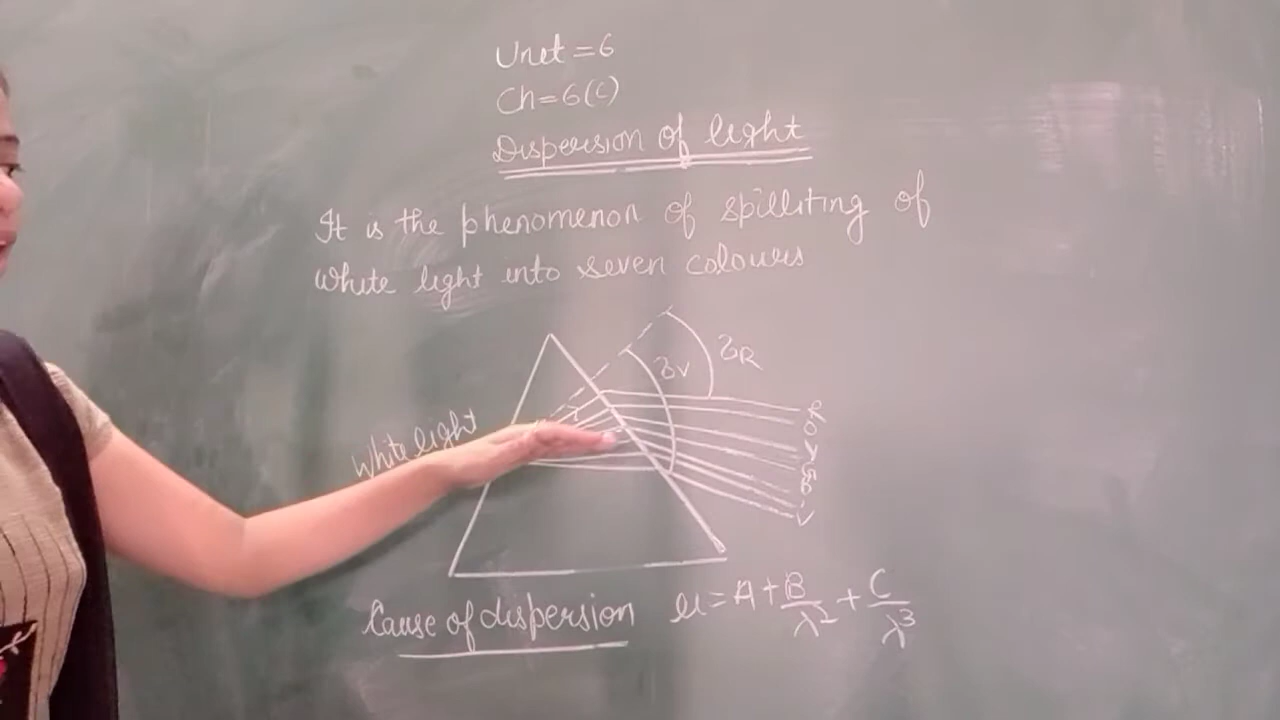 Unit = 6
Ch = 6(c)
Dispersion of light
It is the phenomenon of spilliting of
white light into seven colours
δR
δV
White light
R
O
Y
G
B
I
V
Cause of dispersion μ = A + B/λ² + C/λ³